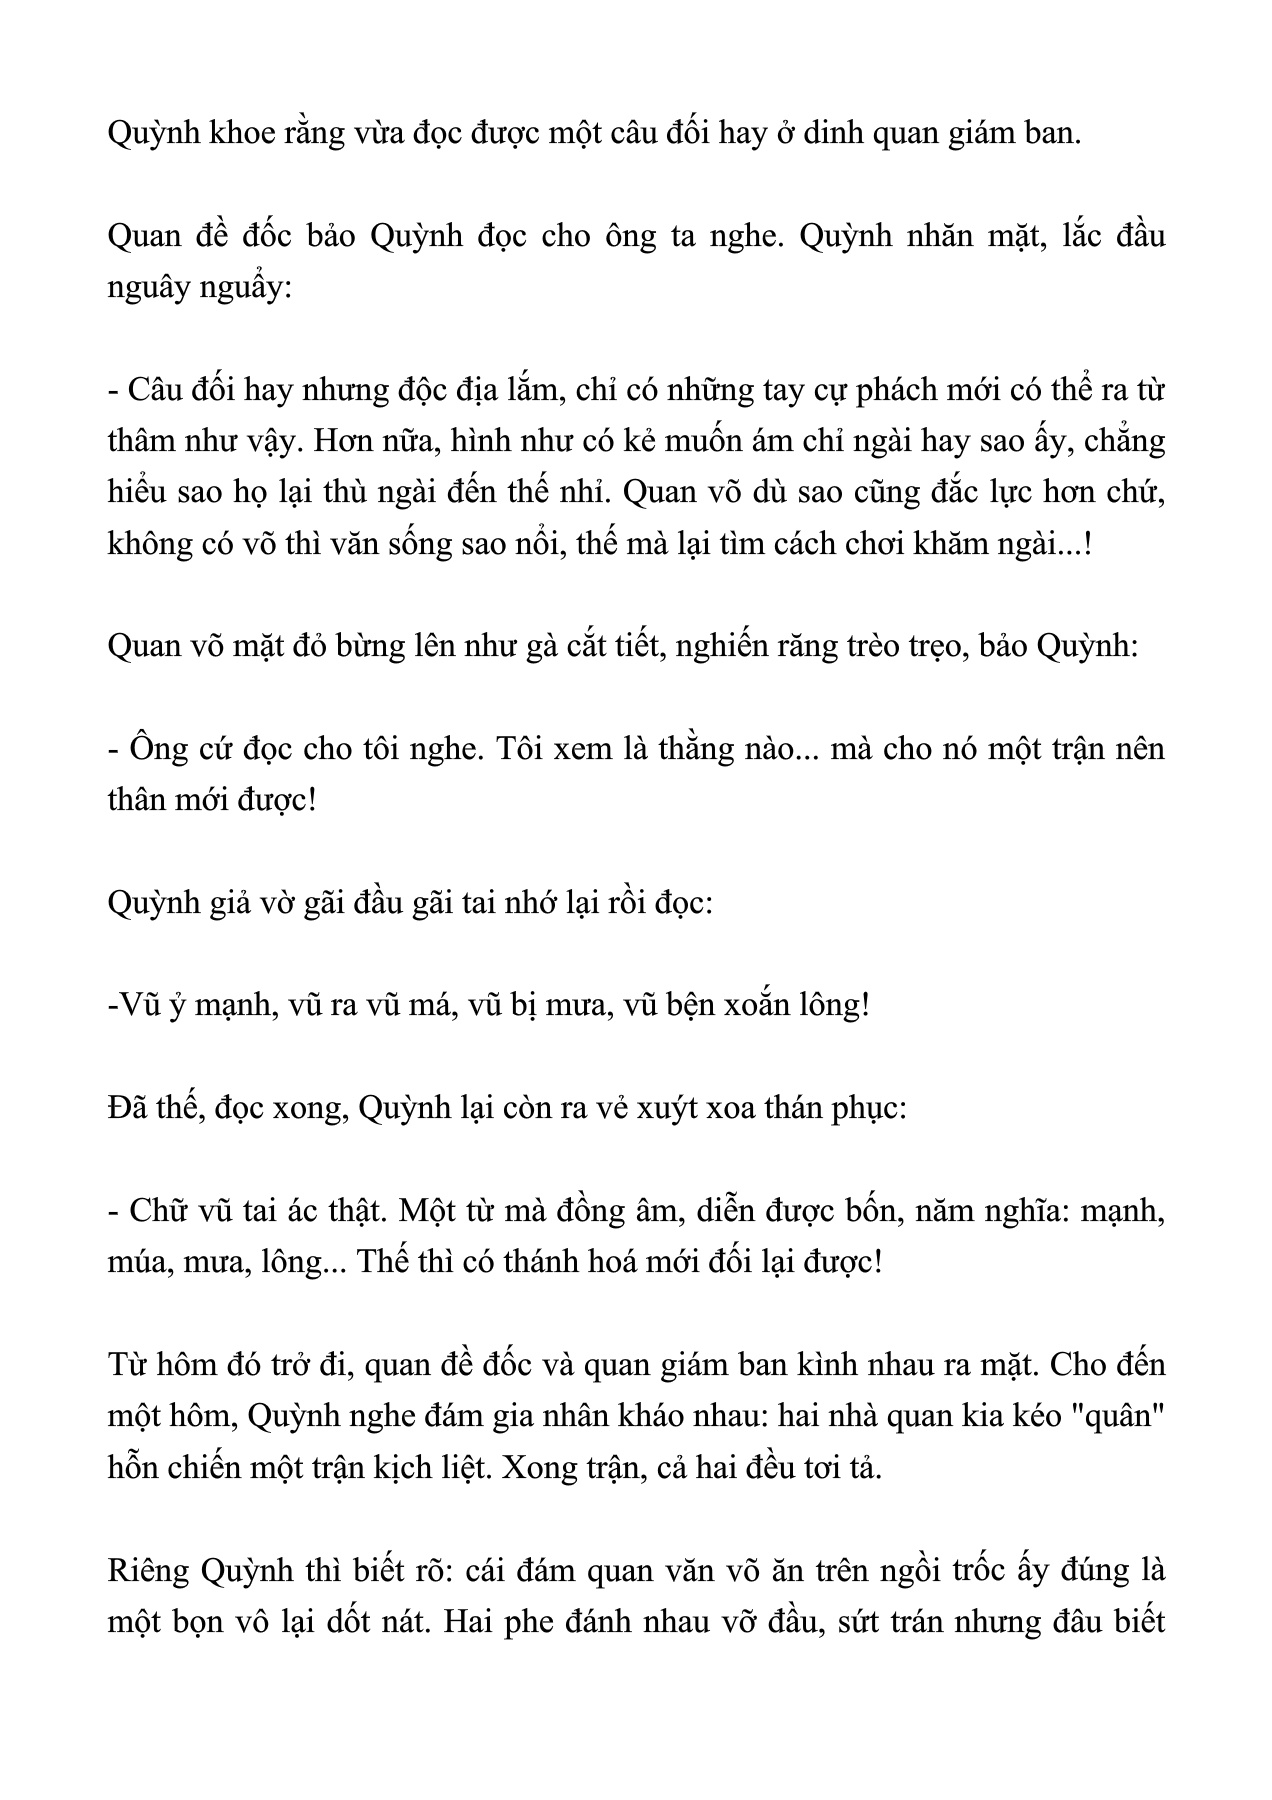 Quỳnh khoe rằng vừa đọc được một câu đối hay ở dinh quan giám ban.
Quan đề đốc bảo Quỳnh đọc cho ông ta nghe. Quỳnh nhăn mặt, lắc đầu
nguây nguẩy:
- Câu đối hay nhưng độc địa lắm, chỉ có những tay cự phách mới có thể ra từ
thâm như vậy. Hơn nữa, hình như có kẻ muốn ám chỉ ngài hay sao ấy, chẳng
hiểu sao họ lại thù ngài đến thế nhỉ. Quan võ dù sao cũng đắc lực hơn chứ,
không có võ thì văn sống sao nổi, thế mà lại tìm cách chơi khăm ngài...!
Quan võ mặt đỏ bừng lên như gà cắt tiết, nghiến răng trèo trẹo, bảo Quỳnh:
- Ông cứ đọc cho tôi nghe. Tôi xem là thằng nào... mà cho nó một trận nên
thân mới được!
Quỳnh giả vờ gãi đầu gãi tai nhớ lại rồi đọc:
-Vũ ỷ mạnh, vũ ra vũ má, vũ bị mưa, vũ bện xoắn lông!
Đã thế, đọc xong, Quỳnh lại còn ra vẻ xuýt xoa thán phục:
- Chữ vũ tai ác thật. Một từ mà đồng âm, diễn được bốn, năm nghĩa: mạnh,
múa, mưa, lông... Thế thì có thánh hoá mới đối lại được!
Từ hôm đó trở đi, quan đề đốc và quan giám ban kình nhau ra mặt. Cho đến
một hôm, Quỳnh nghe đám gia nhân kháo nhau: hai nhà quan kia kéo "quân"
hỗn chiến một trận kịch liệt. Xong trận, cả hai đều tơi tả.
Riêng Quỳnh thì biết rõ: cái đám quan văn võ ăn trên ngồi trốc ấy đúng là
một bọn vô lại dốt nát. Hai phe đánh nhau vỡ đầu, sứt trán nhưng đâu biết